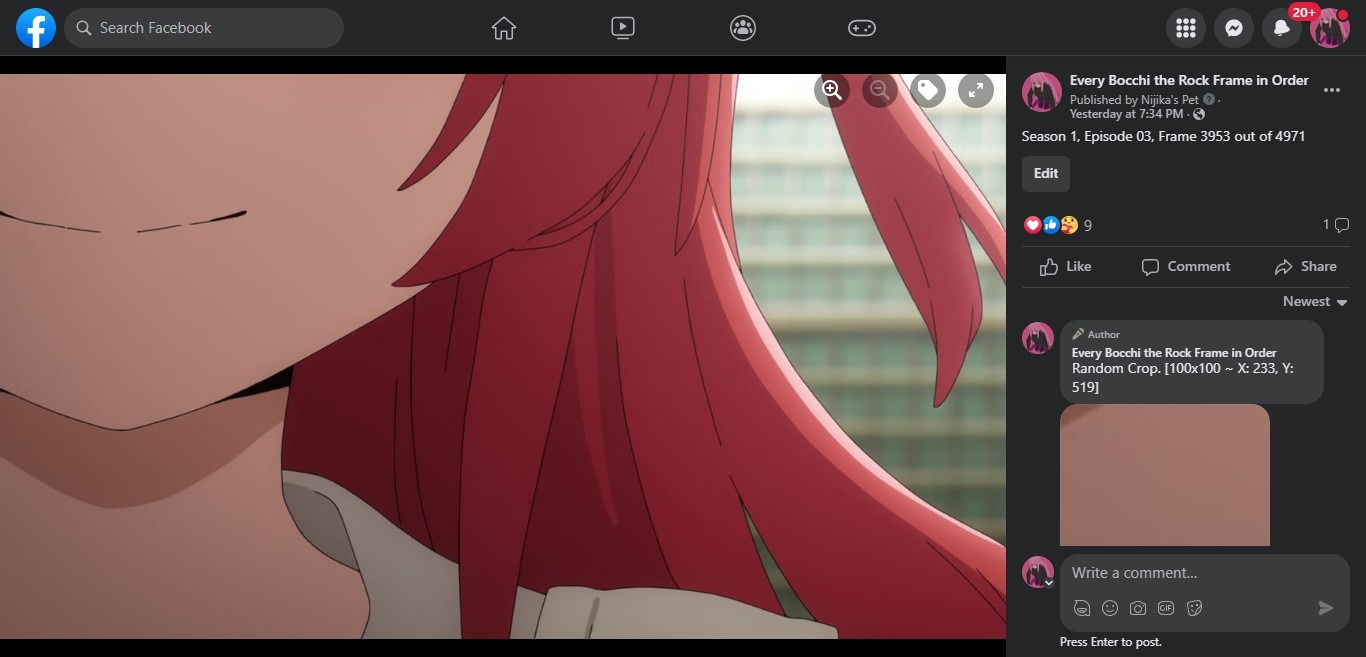 Search Facebook
20+
Every Bocchi the Rock Frame in Order
Published by Nijika's Pet ·
Yesterday at 7:34 PM ·
Season 1, Episode 03, Frame 3953 out of 4971
Edit
9
1
Like
Comment
Share
Newest
Author
Every Bocchi the Rock Frame in Order
Random Crop. [100x100 ~ X: 233, Y:
519]
Write a comment...
GIF
Press Enter to post.